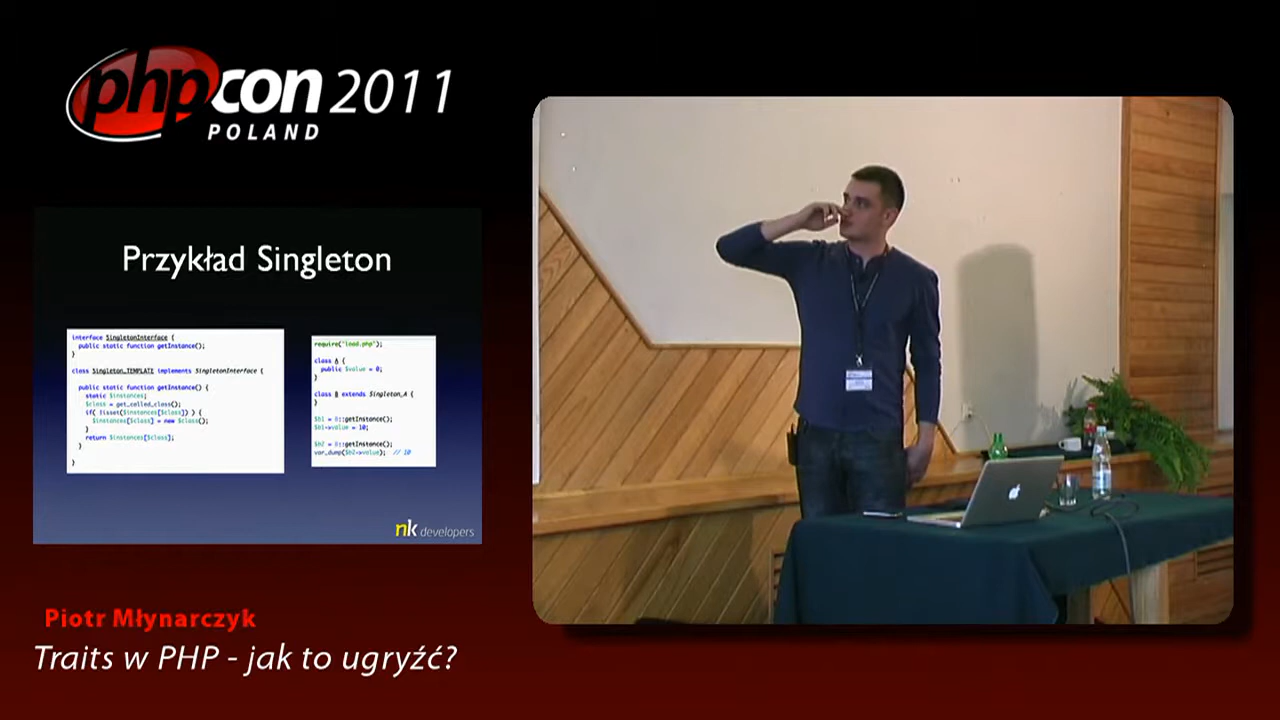 phpcon 2011
POLAND
Przykład Singleton
interface SingletonInterface {
public static function getInstance();
}
class Singleton_TEMPLATE implements SingletonInterface {
public static function getInstance() {
static $instances;
$class = get_called_class();
if( !isset($instances[$class]) ) {
$instances[$class] = new $class();
}
return $instances[$class];
}
}
require("load.php");
class A {
public $value = 0;
}
class B extends Singleton_A {
}
$b1 = B::getInstance();
$b1->value = 10;
$b2 = B::getInstance();
var_dump($b2->value); // 10
nk developers
Piotr Młynarczyk
Traits w PHP - jak to ugryźć?